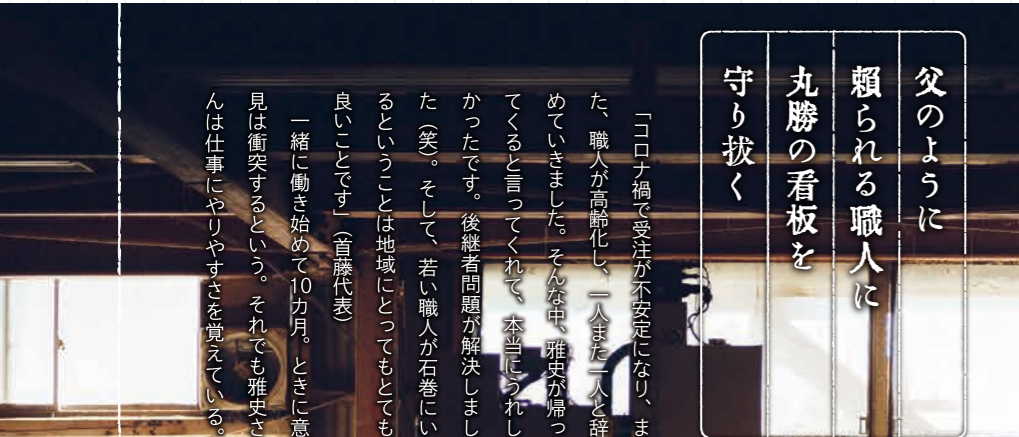 父のように
頼られる職人に
丸勝の看板を
守り抜く
「コロナ禍で受注が不安定になり、ま
た、職人が高齢化し、一人また一人と辞
めていきました。そんな中、雅史が帰っ
てくると言ってくれて、本当にうれし
かったです。後継者問題が解決しまし
た（笑）。そして、若い職人が石巻にい
るということは地域にとってもとても
良いことです」（首藤代表）
一緒に働き始めて10カ月。ときに意
見は衝突するという。それでも雅史さ
んは仕事にやりやすさを覚えている。